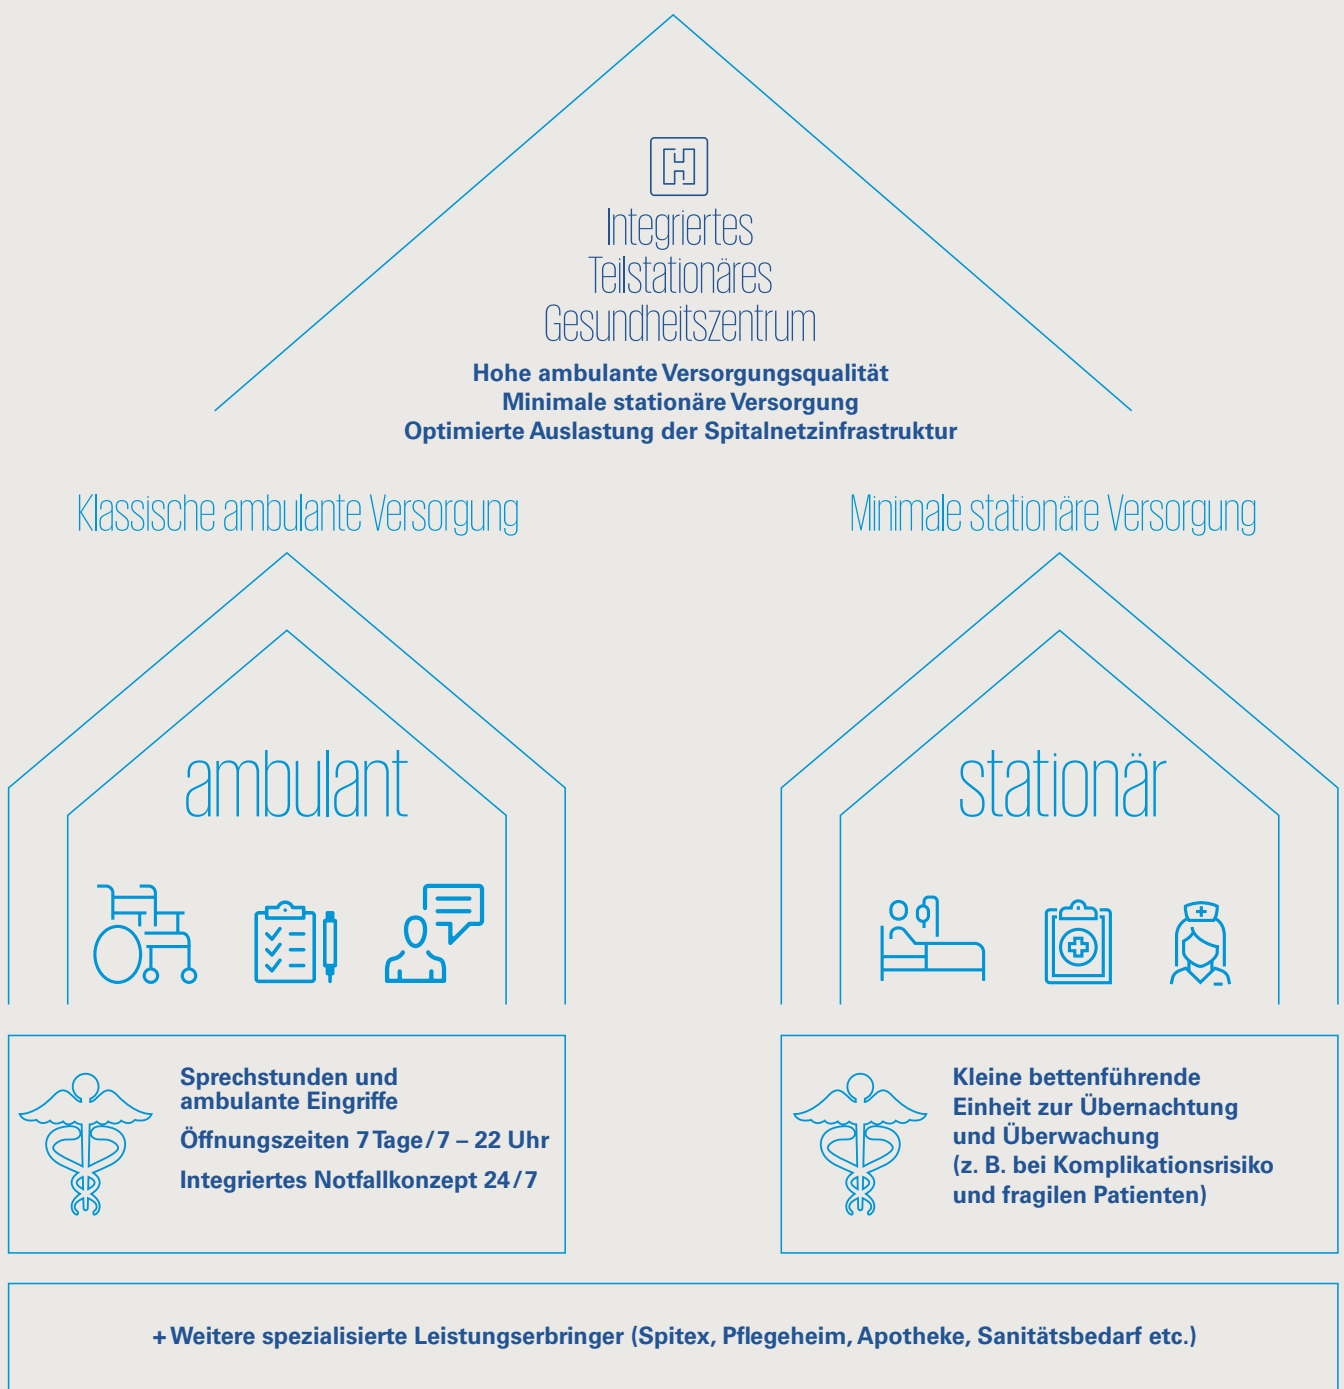 H
Integriertes
Teilstationäres
Gesundheitszentrum
Hohe ambulante Versorgungsqualität
Minimale stationäre Versorgung
Optimierte Auslastung der Spitalnetzinfrastruktur
Klassische ambulante Versorgung
ambulant
Sprechstunden und
ambulante Eingriffe
Öffnungszeiten 7 Tage/7 – 22 Uhr
Integriertes Notfallkonzept 24/7
Minimale stationäre Versorgung
stationär
Kleine bettenführende
Einheit zur Übernachtung
und Überwachung
(z. B. bei Komplikationsrisiko
und fragilen Patienten)
+ Weitere spezialisierte Leistungserbringer (Spitex, Pflegeheim, Apotheke, Sanitätsbedarf etc.)